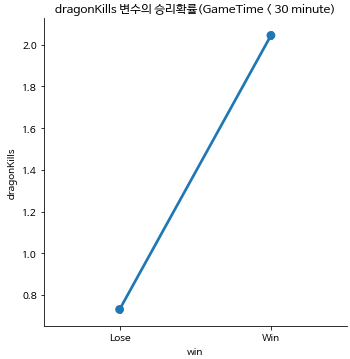 dragonKills 변수의 승리확률(GameTime < 30 minute)
2.0
1.8
1.6
1.4
1.2
1.0
0.8
dragonKills
Lose
Win
win